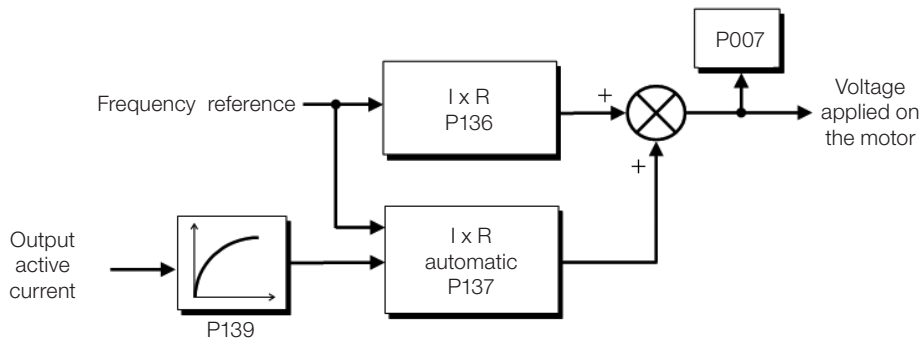 P007
Frequency reference
I x R
P136
+
Voltage
applied on
the motor
+
Output
active
current
I x R
automatic
P137
P139